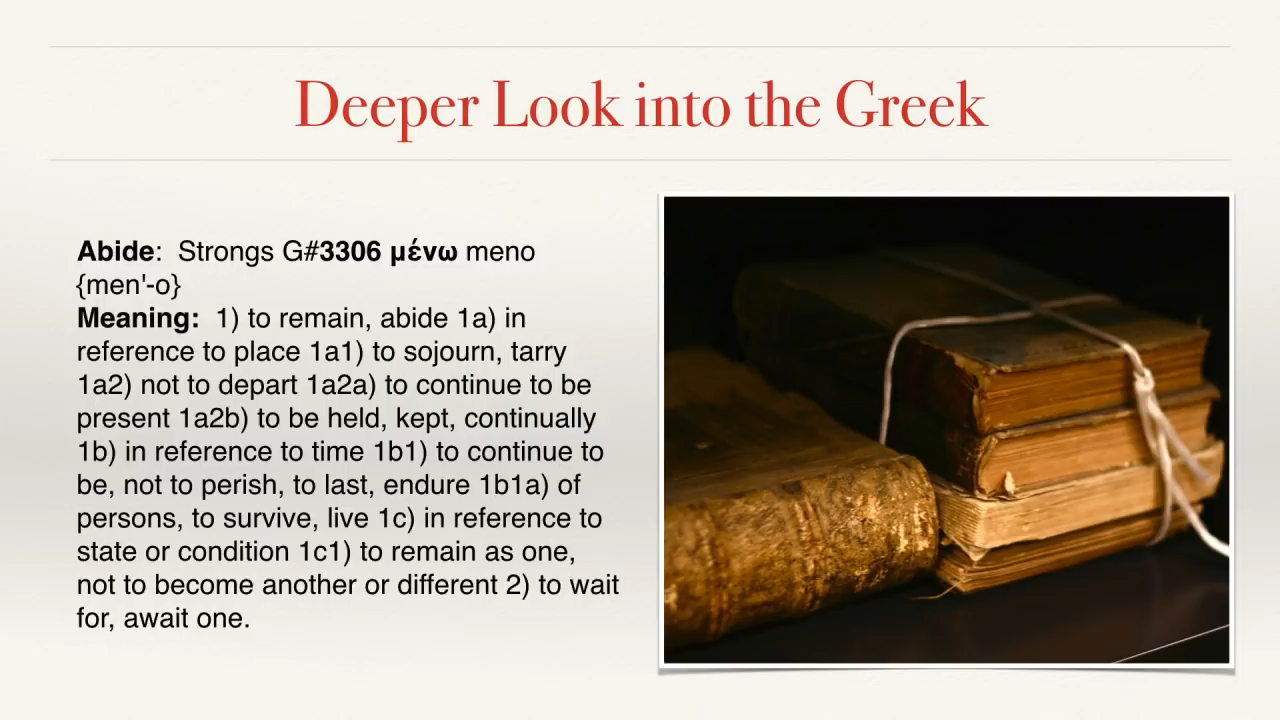 Deeper Look into the Greek
Abide:  Strongs G#3306 μένω meno
{men'-o}
Meaning:  1) to remain, abide 1a) in
reference to place 1a1) to sojourn, tarry
1a2) not to depart 1a2a) to continue to be
present 1a2b) to be held, kept, continually
1b) in reference to time 1b1) to continue to
be, not to perish, to last, endure 1b1a) of
persons, to survive, live 1c) in reference to
state or condition 1c1) to remain as one,
not to become another or different 2) to wait
for, await one.